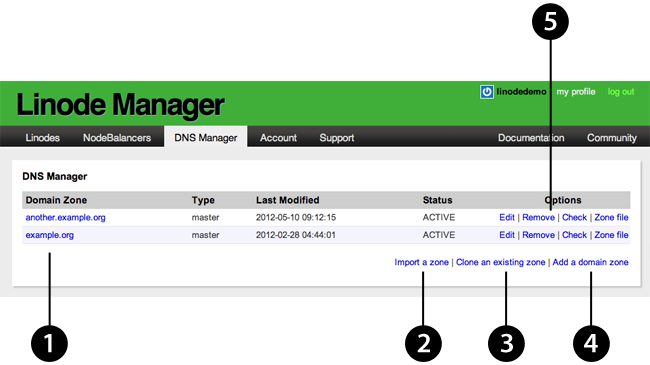 5
linodedemo my profile log out
Linode Manager
Linodes NodeBalancers DNS Manager Account Support Documentation Community
DNS Manager
Domain Zone Type Last Modified Status Options
another.example.org master 2012-05-10 09:12:15 ACTIVE Edit | Remove | Check | Zone file
example.org master 2012-02-28 04:44:01 ACTIVE Edit | Remove | Check | Zone file
Import a zone | Clone an existing zone | Add a domain zone
1 2 3 4